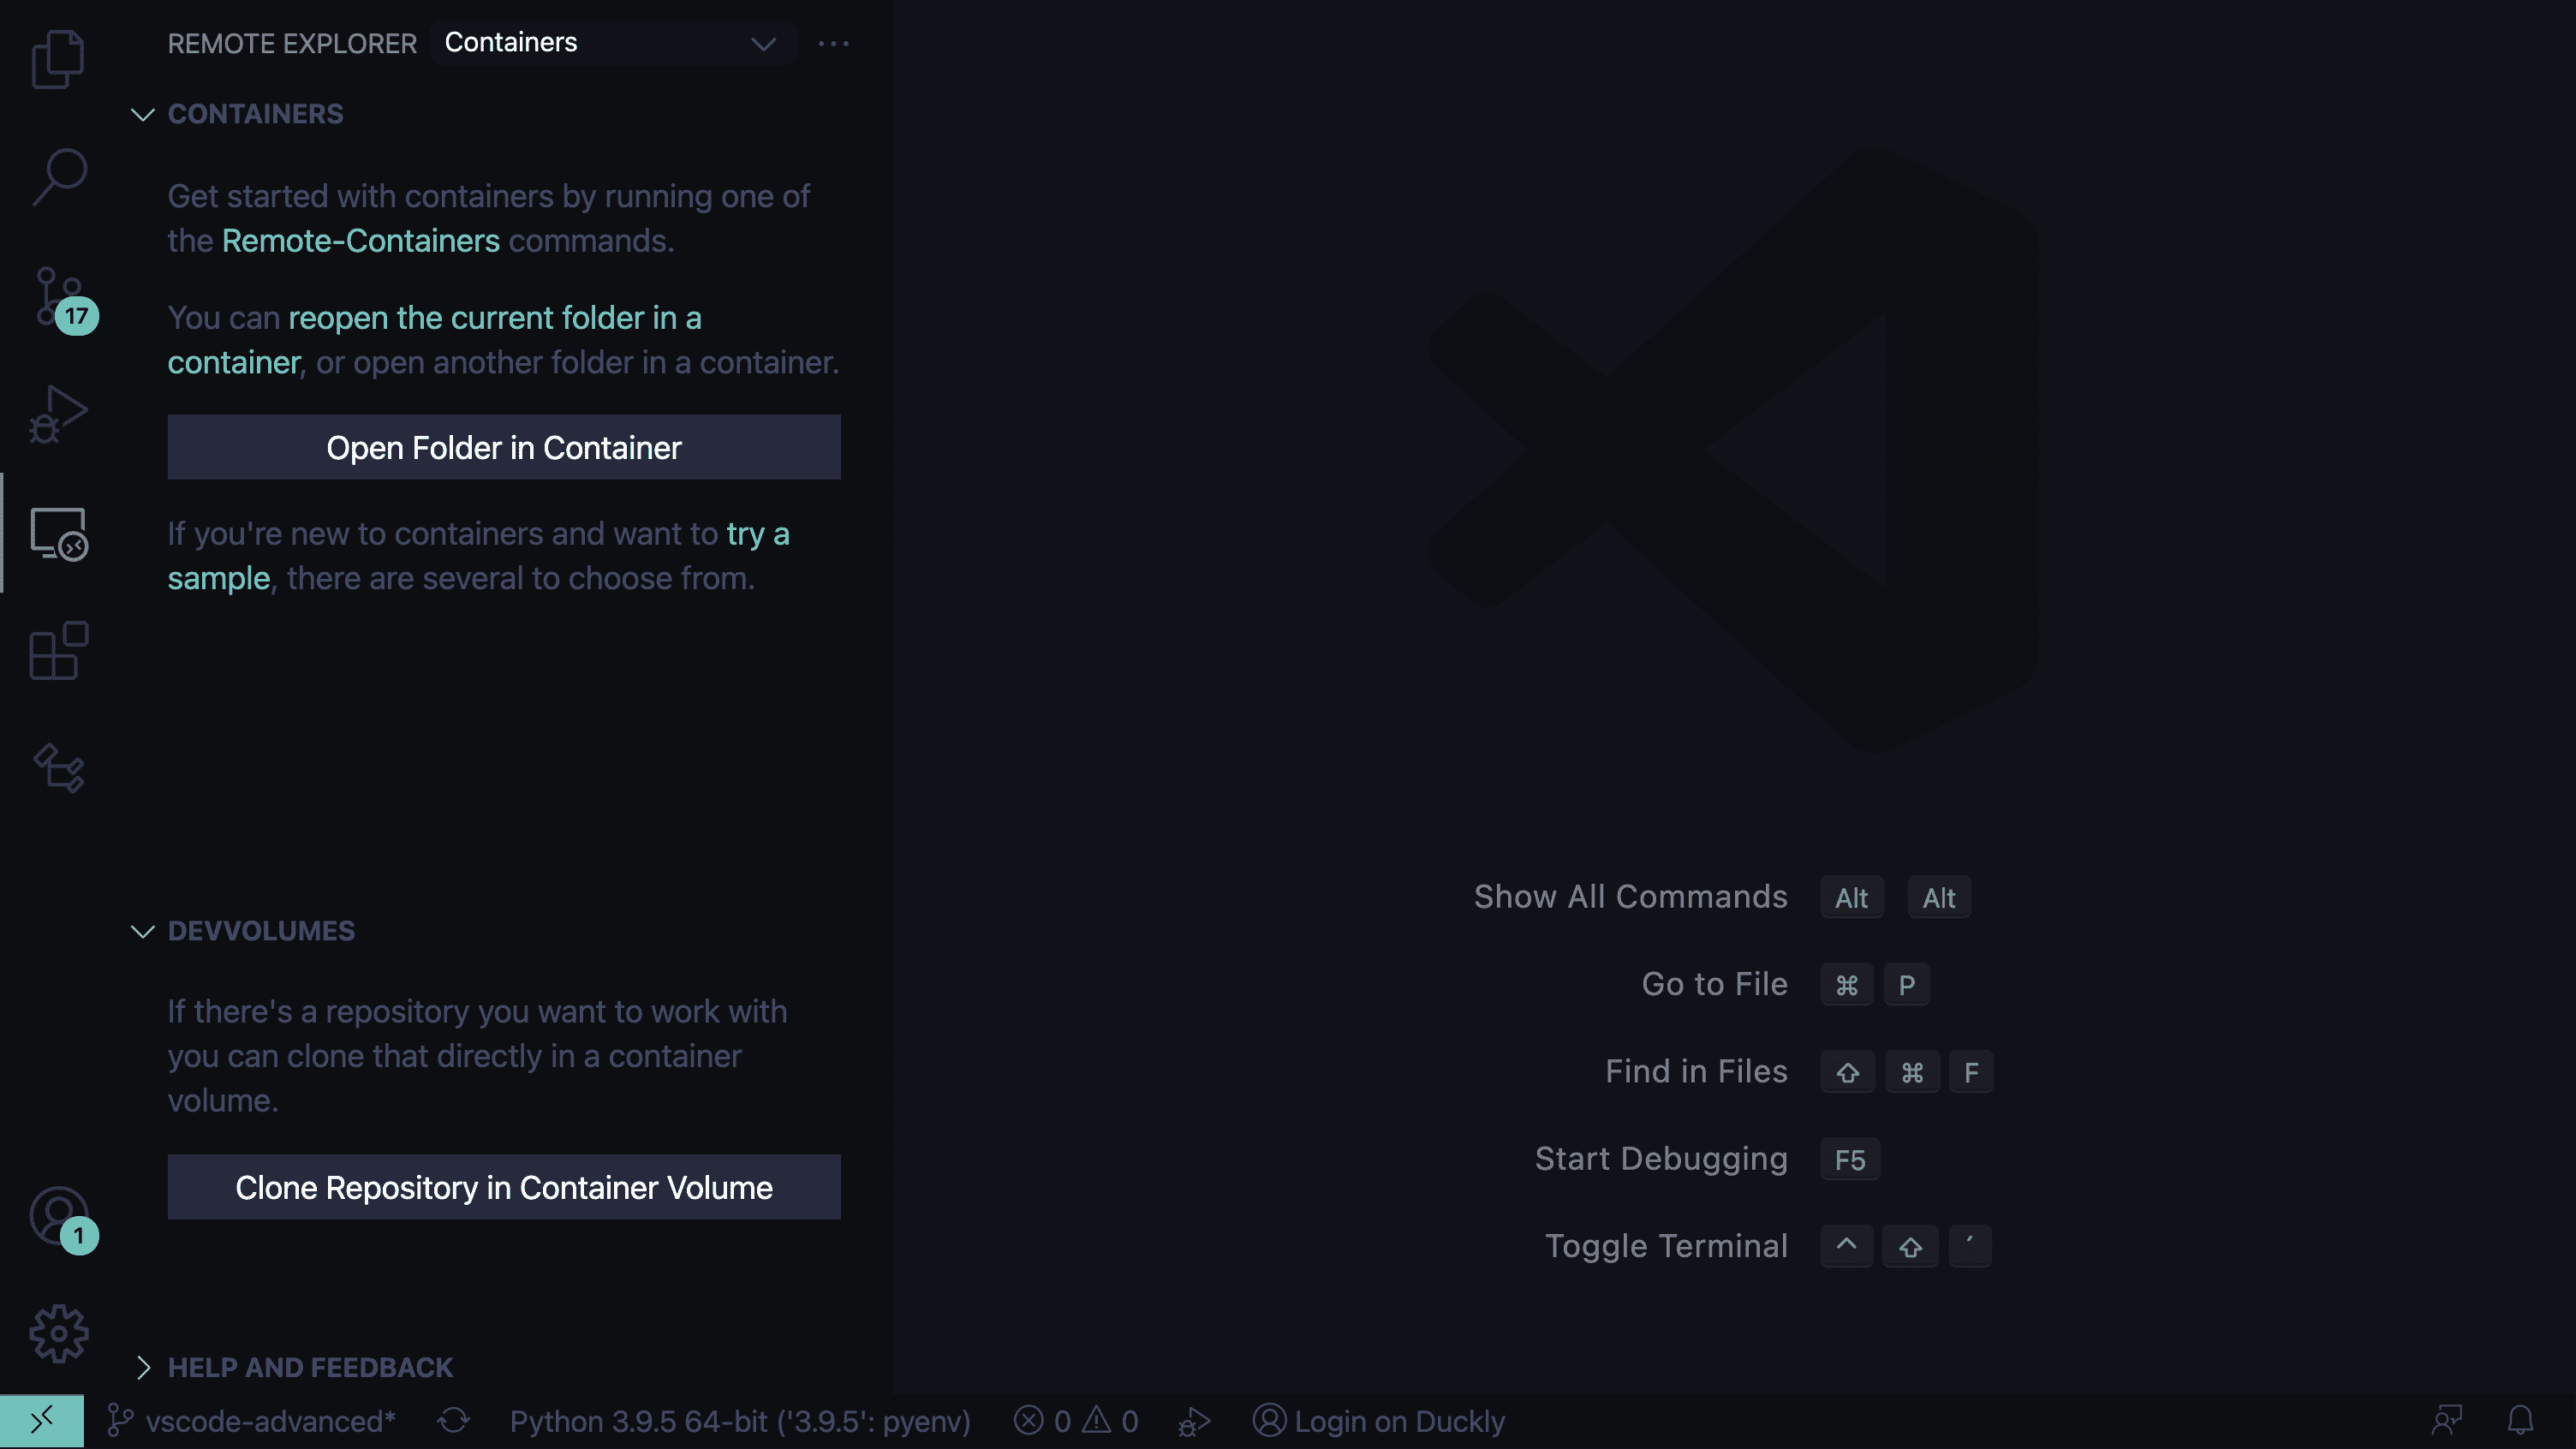 REMOTE EXPLORER Containers
CONTAINERS
Get started with containers by running one of
the Remote-Containers commands.
You can reopen the current folder in a
container, or open another folder in a container.
Open Folder in Container
If you're new to containers and want to try a
sample, there are several to choose from.
DEVVOLUMES
If there's a repository you want to work with
you can clone that directly in a container
volume.
Clone Repository in Container Volume
HELP AND FEEDBACK
17
1
Show All Commands Alt Alt
Go to File ⌘ P
Find in Files ⇧ ⌘ F
Start Debugging F5
Toggle Terminal ^ ⇧ ´
vscode-advanced* Python 3.9.5 64-bit ('3.9.5': pyenv) 0 0 Login on Duckly